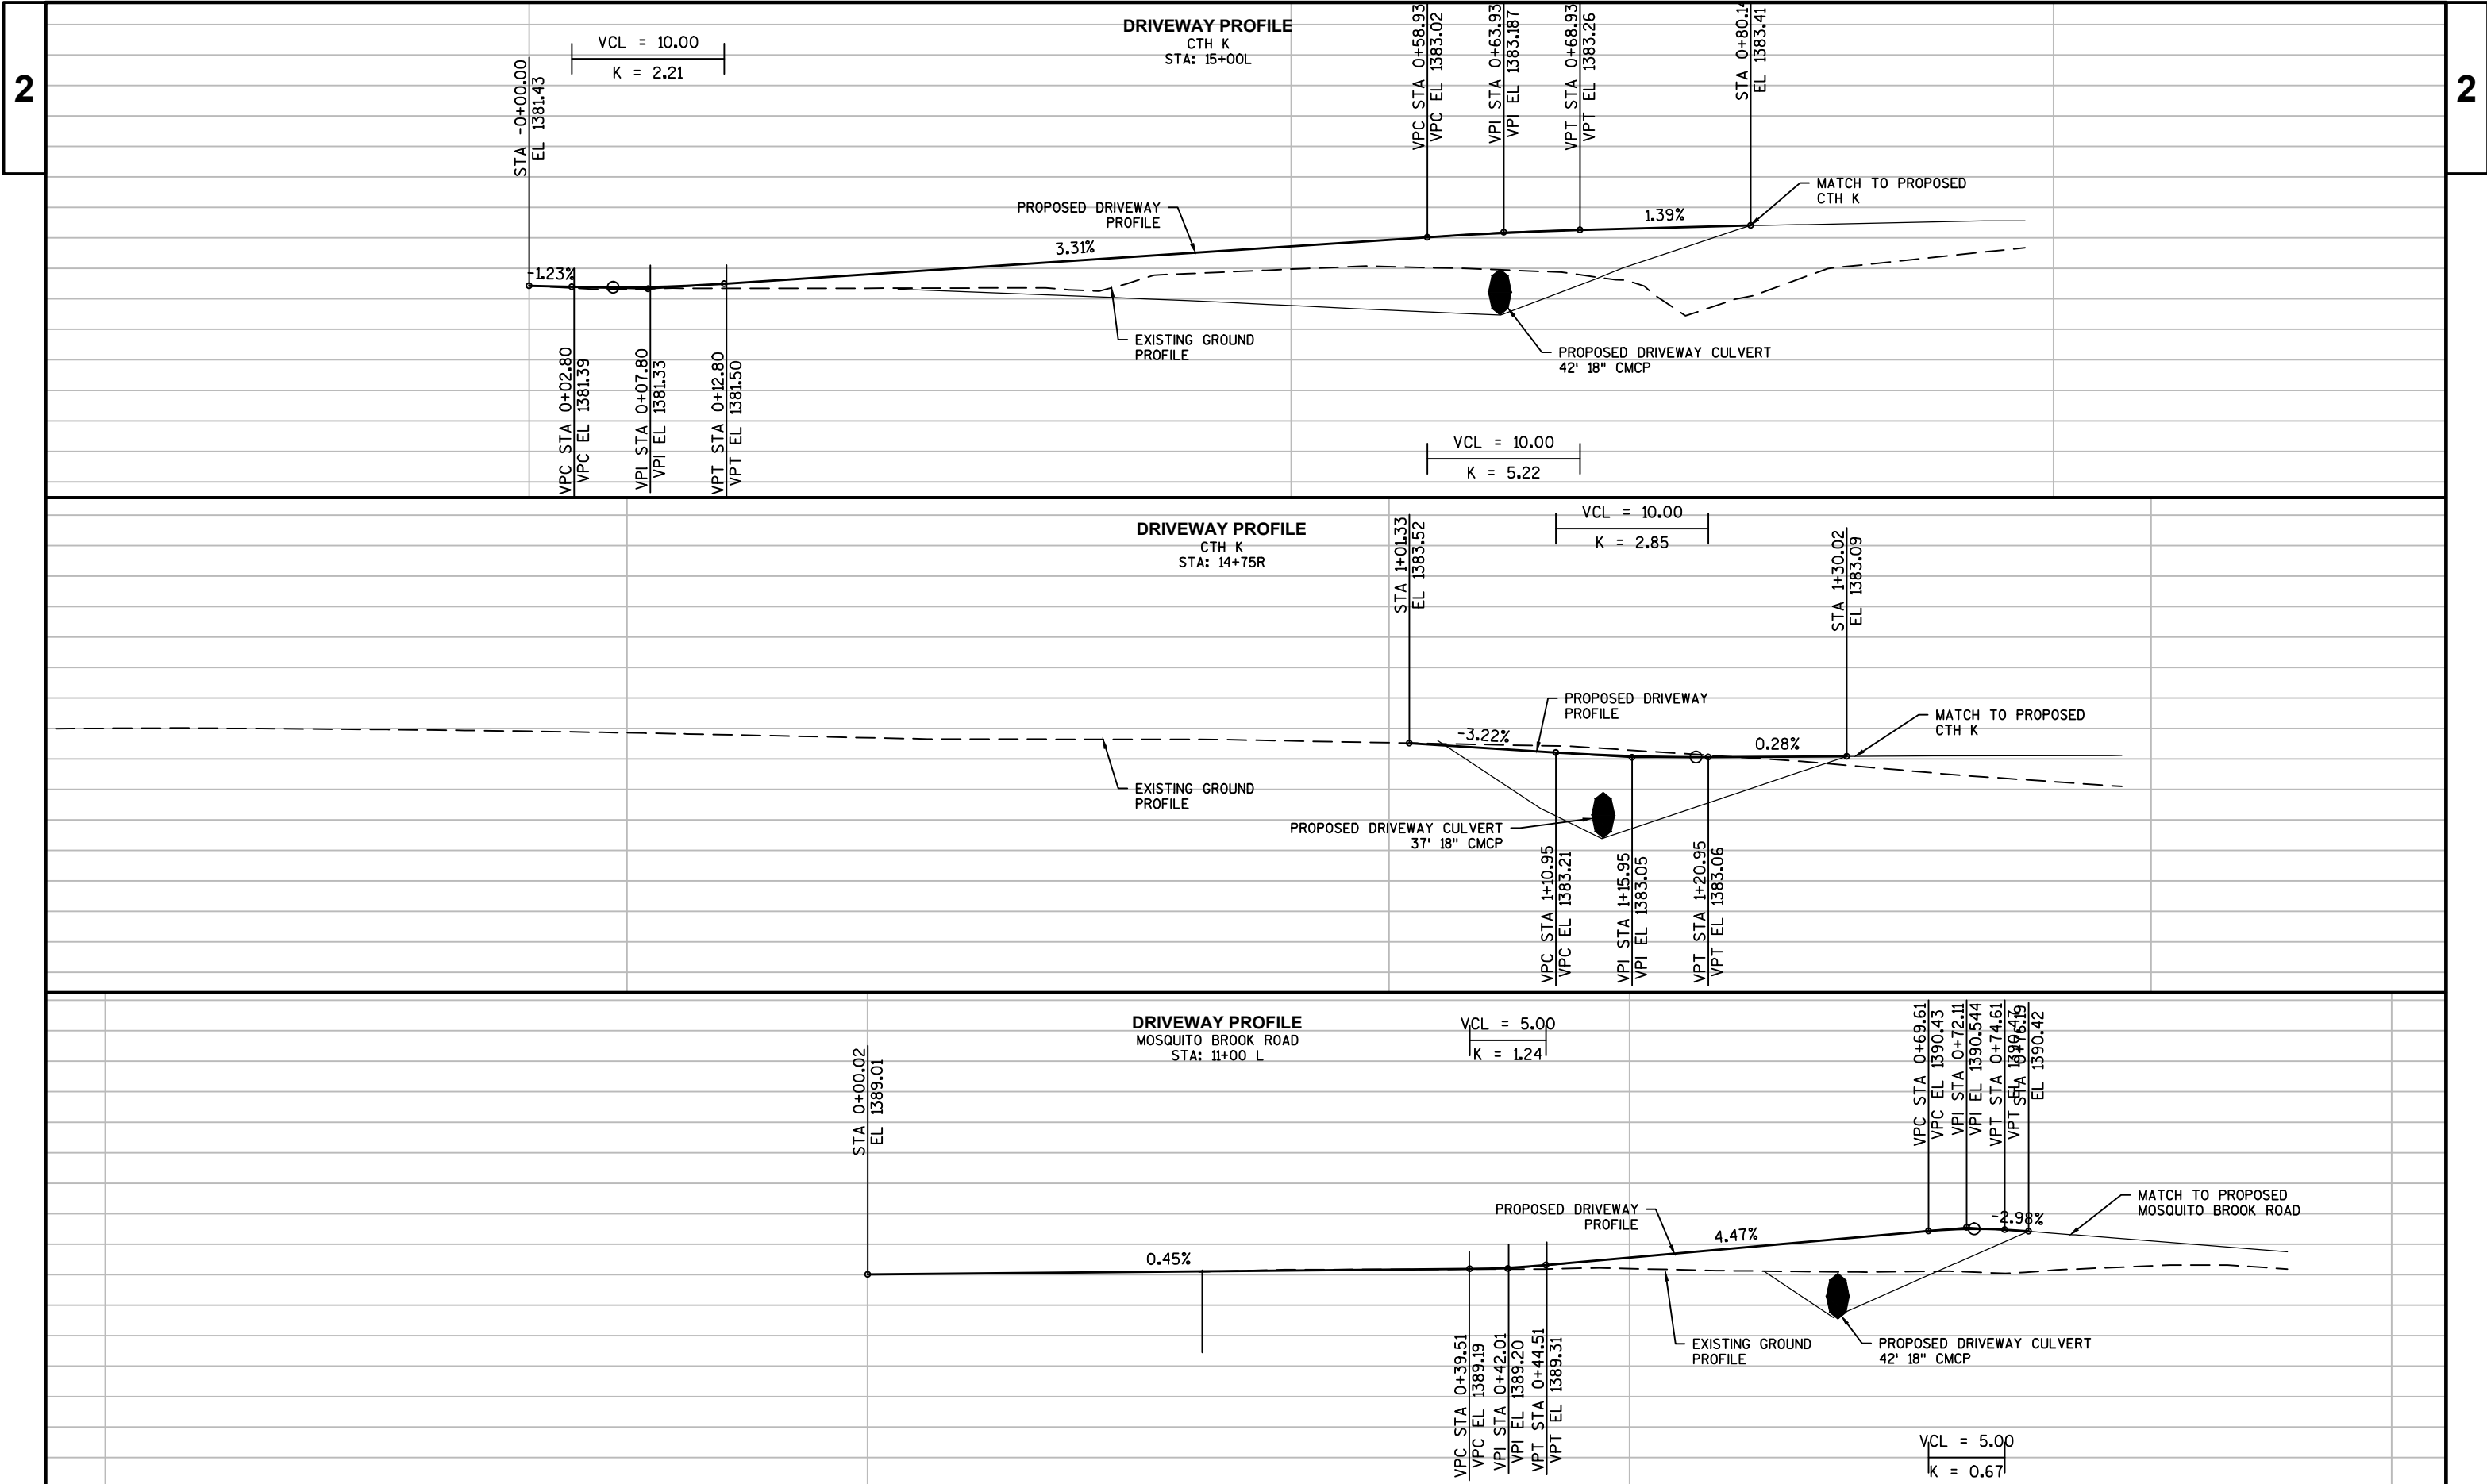 2
2
DRIVEWAY PROFILE
CTH K
STA: 15+00L
VCL = 10.00
K = 2.21
STA -0+00.00
EL 1381.43
VPC STA 0+58.93
VPC EL 1383.02
VPI STA 0+63.93
VPI EL 1383.187
VPT STA 0+68.93
VPT EL 1383.26
STA 0+80.14
EL 1383.41
PROPOSED DRIVEWAY
PROFILE
MATCH TO PROPOSED
CTH K
-1.23%
3.31%
1.39%
EXISTING GROUND
PROFILE
PROPOSED DRIVEWAY CULVERT
42' 18" CMCP
VPC STA 0+02.80
VPC EL 1381.39
VPI STA 0+07.80
VPI EL 1381.33
VPT STA 0+12.80
VPT EL 1381.50
VCL = 10.00
K = 5.22
DRIVEWAY PROFILE
CTH K
STA: 14+75R
STA 1+01.33
EL 1383.52
VCL = 10.00
K = 2.85
STA 1+30.02
EL 1383.09
PROPOSED DRIVEWAY
PROFILE
MATCH TO PROPOSED
CTH K
-3.22%
0.28%
EXISTING GROUND
PROFILE
PROPOSED DRIVEWAY CULVERT
37' 18" CMCP
VPC STA 1+10.95
VPC EL 1383.21
VPI STA 1+15.95
VPI EL 1383.05
VPT STA 1+20.95
VPT EL 1383.06
DRIVEWAY PROFILE
MOSQUITO BROOK ROAD
STA: 11+00 L
VCL = 5.00
K = 1.24
STA 0+00.02
EL 1389.01
VPC STA 0+69.61
VPC EL 1390.43
VPI STA 0+72.11
VPI EL 1390.544
VPT STA 0+74.61
VPT EL 1390.47
STA 0+76.19
EL 1390.42
PROPOSED DRIVEWAY
PROFILE
MATCH TO PROPOSED
MOSQUITO BROOK ROAD
0.45%
4.47%
-2.98%
EXISTING GROUND
PROFILE
PROPOSED DRIVEWAY CULVERT
42' 18" CMCP
VPC STA 0+39.51
VPC EL 1389.19
VPI STA 0+42.01
VPI EL 1389.20
VPT STA 0+44.51
VPT EL 1389.31
VCL = 5.00
K = 0.67